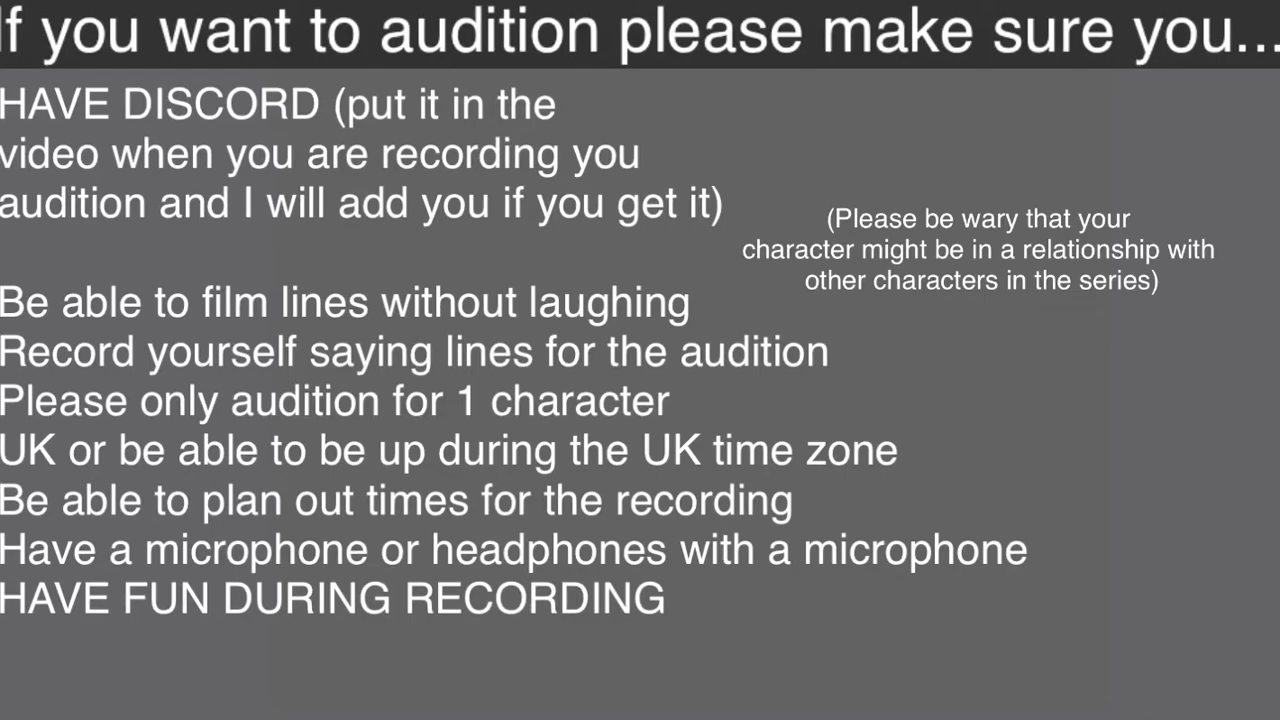 If you want to audition please make sure you...
HAVE DISCORD (put it in the
video when you are recording you
audition and I will add you if you get it)
(Please be wary that your
character might be in a relationship with
other characters in the series)
Be able to film lines without laughing
Record yourself saying lines for the audition
Please only audition for 1 character
UK or be able to be up during the UK time zone
Be able to plan out times for the recording
Have a microphone or headphones with a microphone
HAVE FUN DURING RECORDING